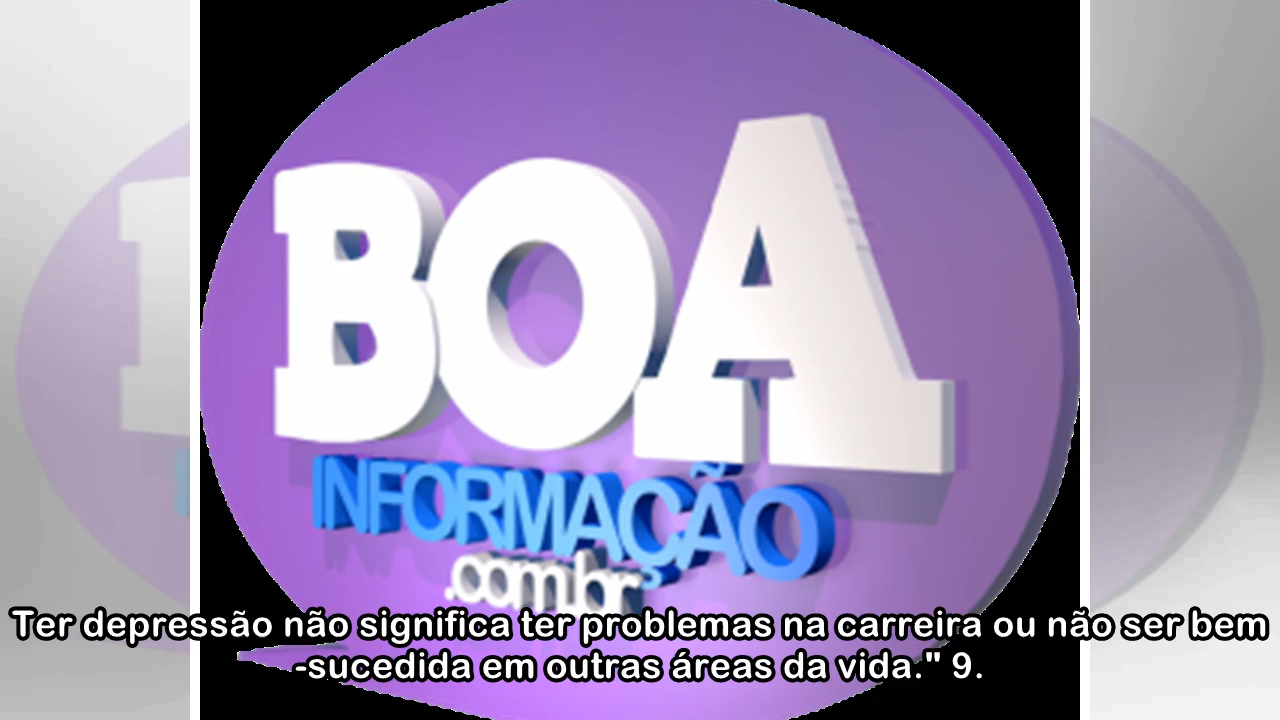 BOA
INFORMAÇÃO
.com.br
Ter depressão não significa ter problemas na carreira ou não ser bem
-sucedida em outras áreas da vida." 9.